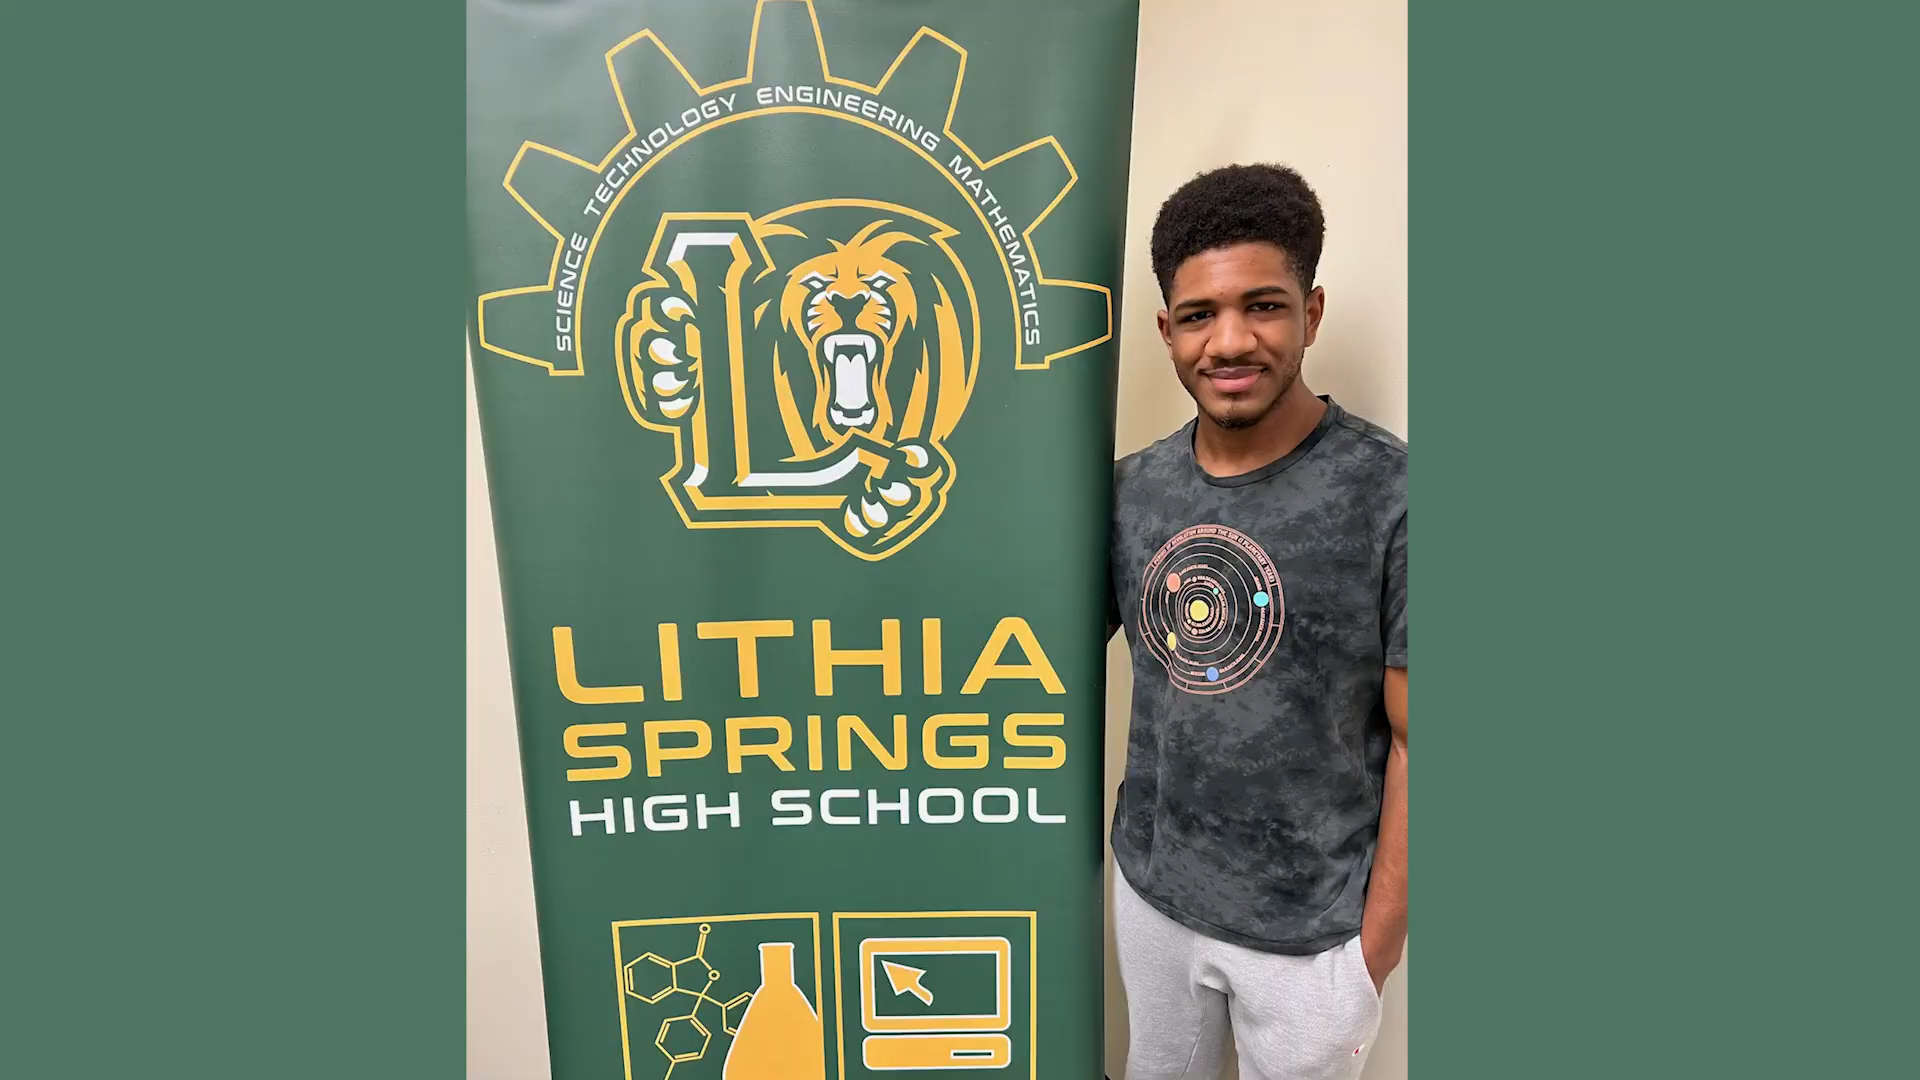 SCIENCE TECHNOLOGY ENGINEERING MATHEMATICS
L
LITHIA
SPRINGS
HIGH SCHOOL